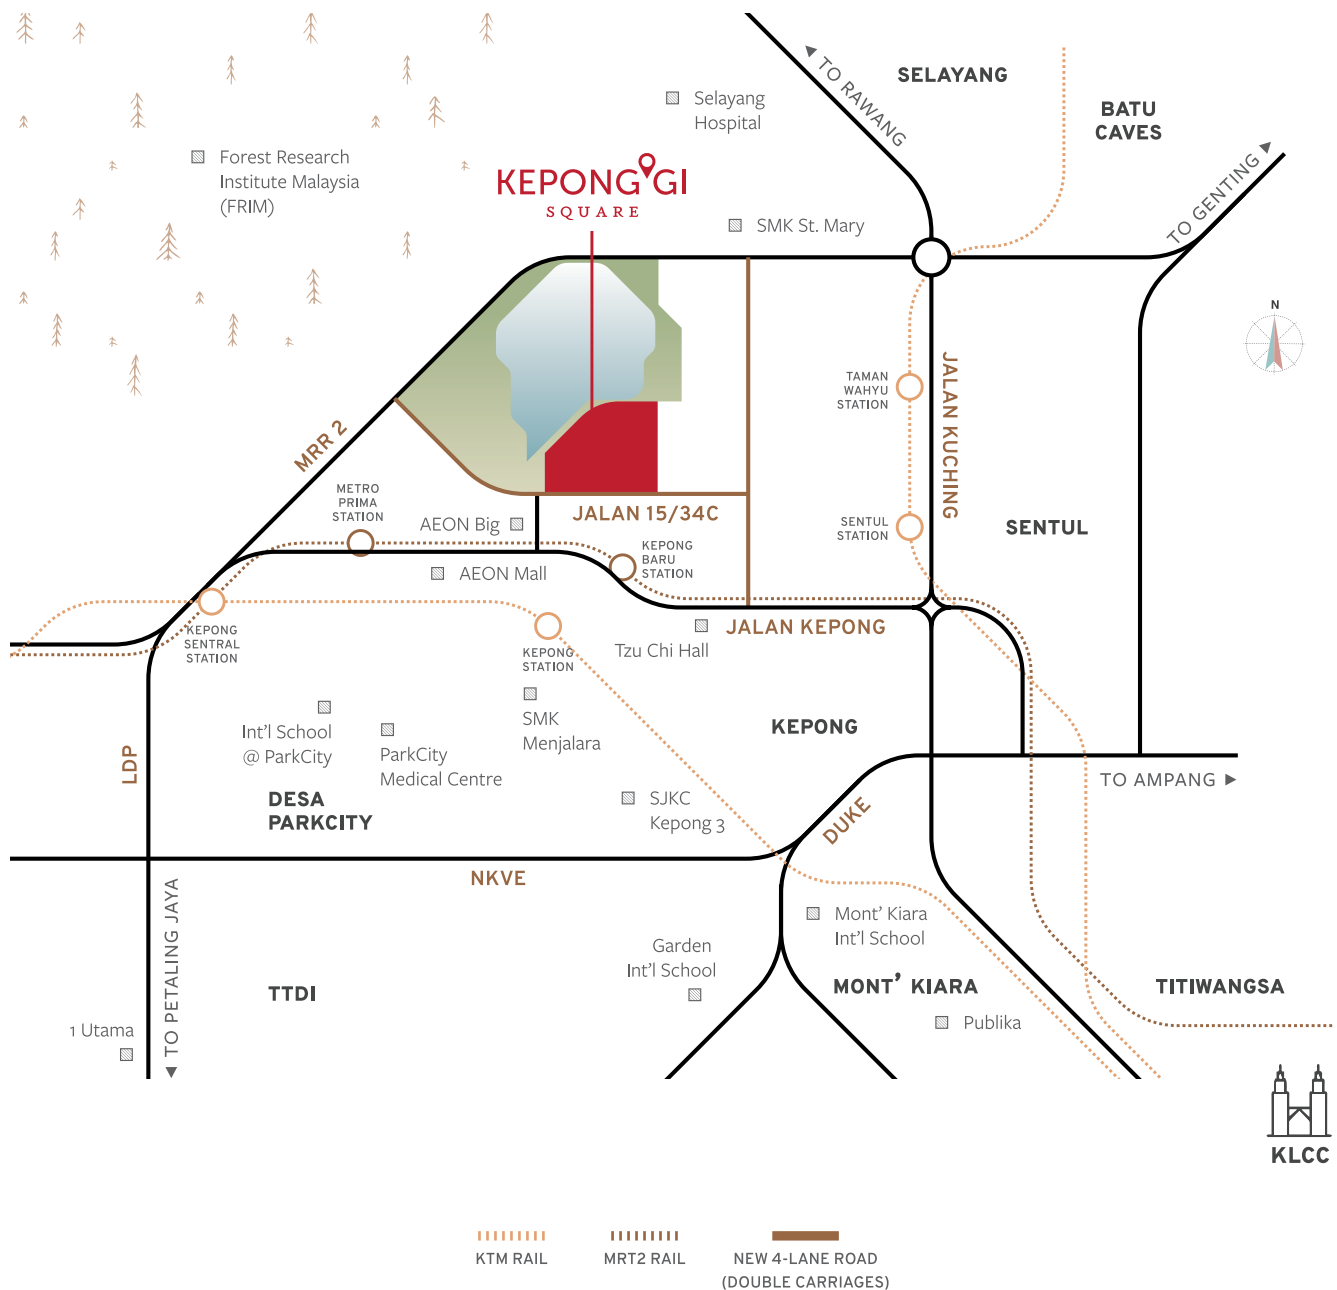 SELAYANG
TO RAWANG
BATU
CAVES
Selayang
Hospital
Forest Research
Institute Malaysia
(FRIM)
KEPONGGI
SQUARE
SMK St. Mary
TO GENTING
N
TAMAN
WAHYU
STATION
JALAN KUCHING
MRR 2
METRO
PRIMA
STATION
AEON Big
JALAN 15/34C
SENTUL
STATION
SENTUL
KEPONG
BARU
STATION
AEON Mall
KEPONG
SENTRAL
STATION
JALAN KEPONG
KEPONG
STATION
Tzu Chi Hall
SMK
Menjalara
Int'l School
@ ParkCity
ParkCity
Medical Centre
KEPONG
LDP
TO AMPANG
DESA
PARKCITY
SJKC
Kepong 3
DUKE
NKVE
TO PETALING JAYA
Mont' Kiara
Int'l School
Garden
Int'l School
MONT' KIARA
TTDI
TITIWANGSA
1 Utama
Publika
KLCC
KTM RAIL
MRT2 RAIL
NEW 4-LANE ROAD
(DOUBLE CARRIAGES)